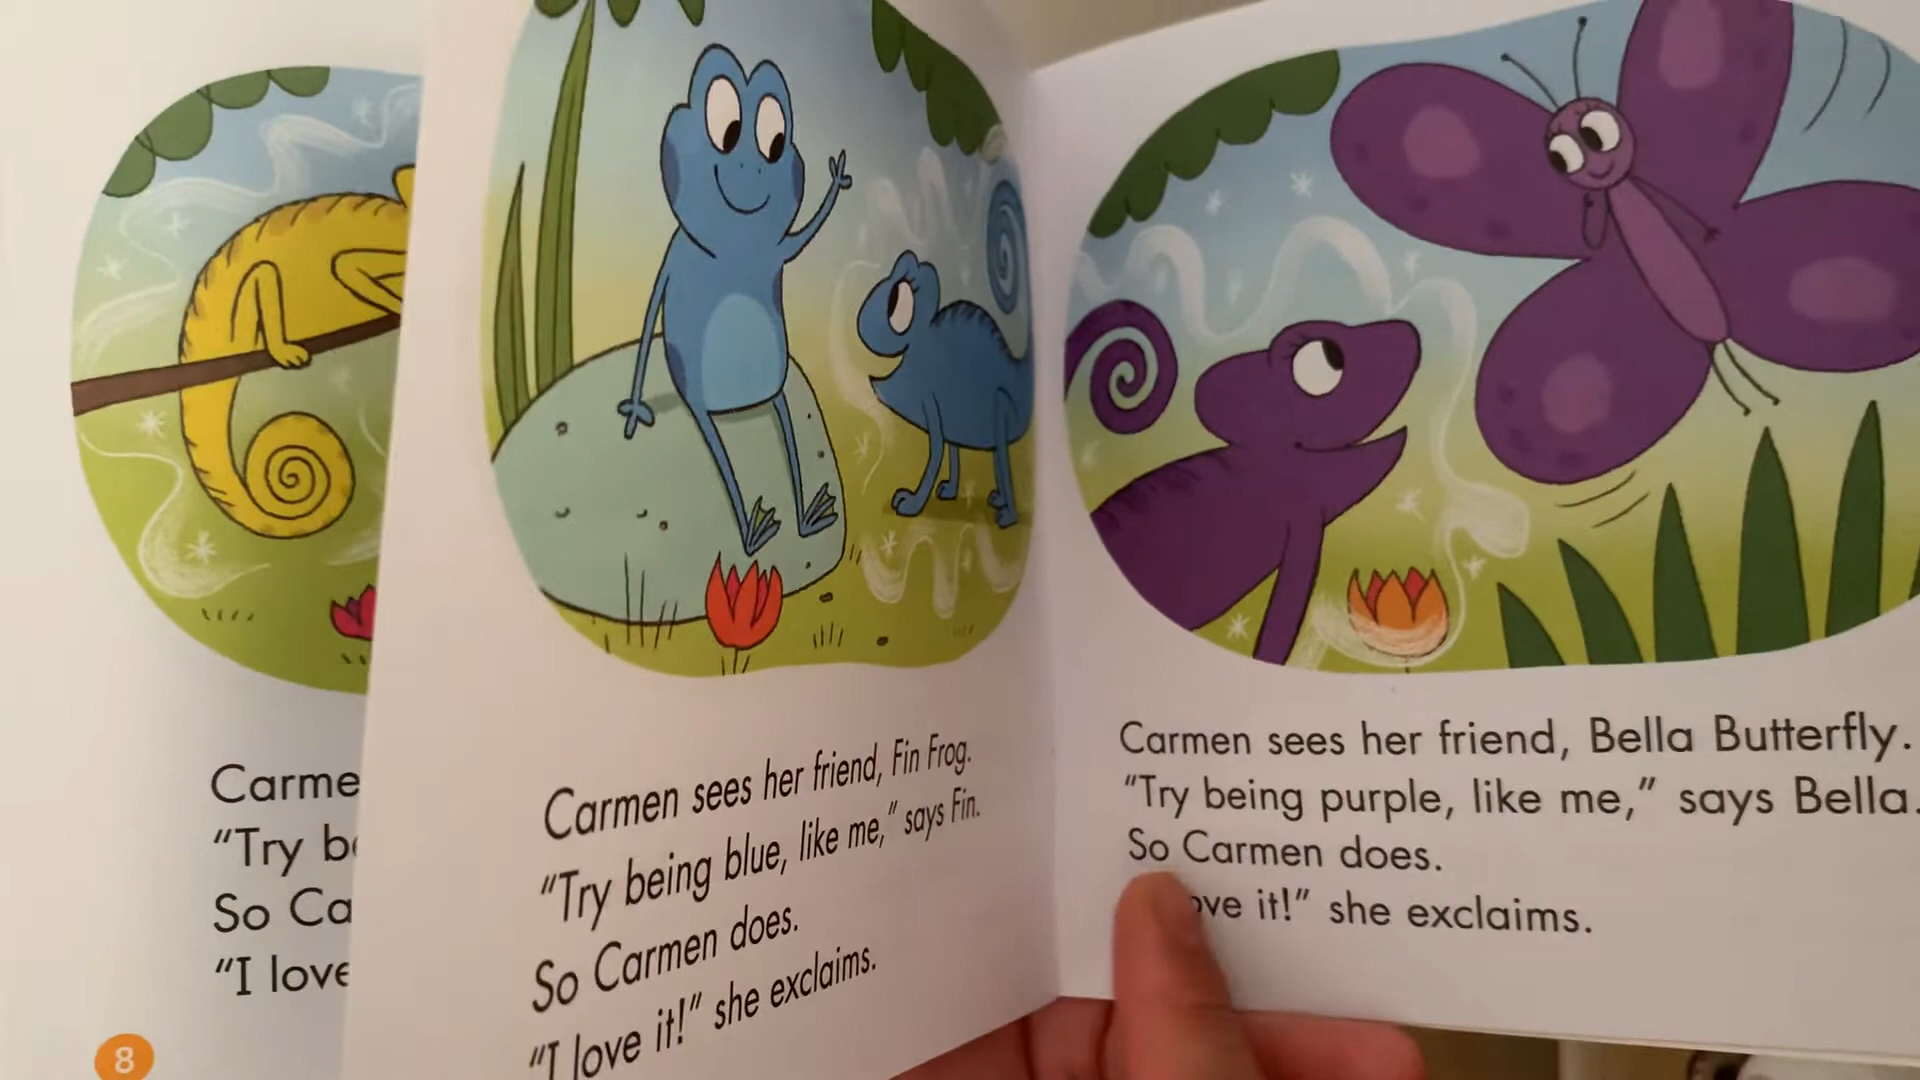 Carme
“Try b
So Ca
“I love
8
Carmen sees her friend, Fin Frog.
“Try being blue, like me,” says Fin.
So Carmen does.
“I love it!” she exclaims.
Carmen sees her friend, Bella Butterfly.
“Try being purple, like me,” says Bella.
So Carmen does.
ove it!” she exclaims.